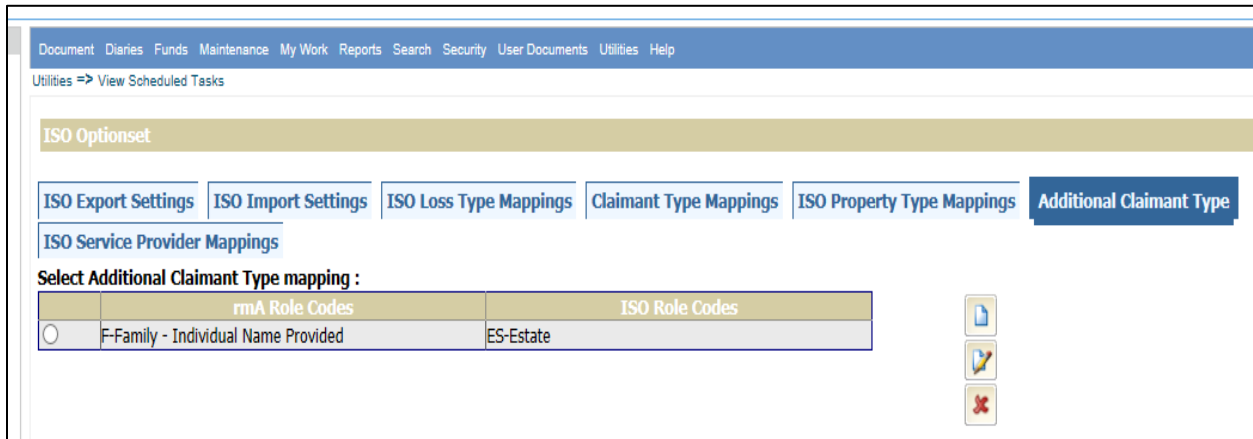 Document Diaries Funds Maintenance My Work Reports Search Security User Documents Utilities Help
Utilities => View Scheduled Tasks
ISO Optionset
ISO Export Settings ISO Import Settings ISO Loss Type Mappings Claimant Type Mappings ISO Property Type Mappings Additional Claimant Type
ISO Service Provider Mappings
Select Additional Claimant Type mapping :
rmA Role Codes ISO Role Codes
F-Family - Individual Name Provided ES-Estate